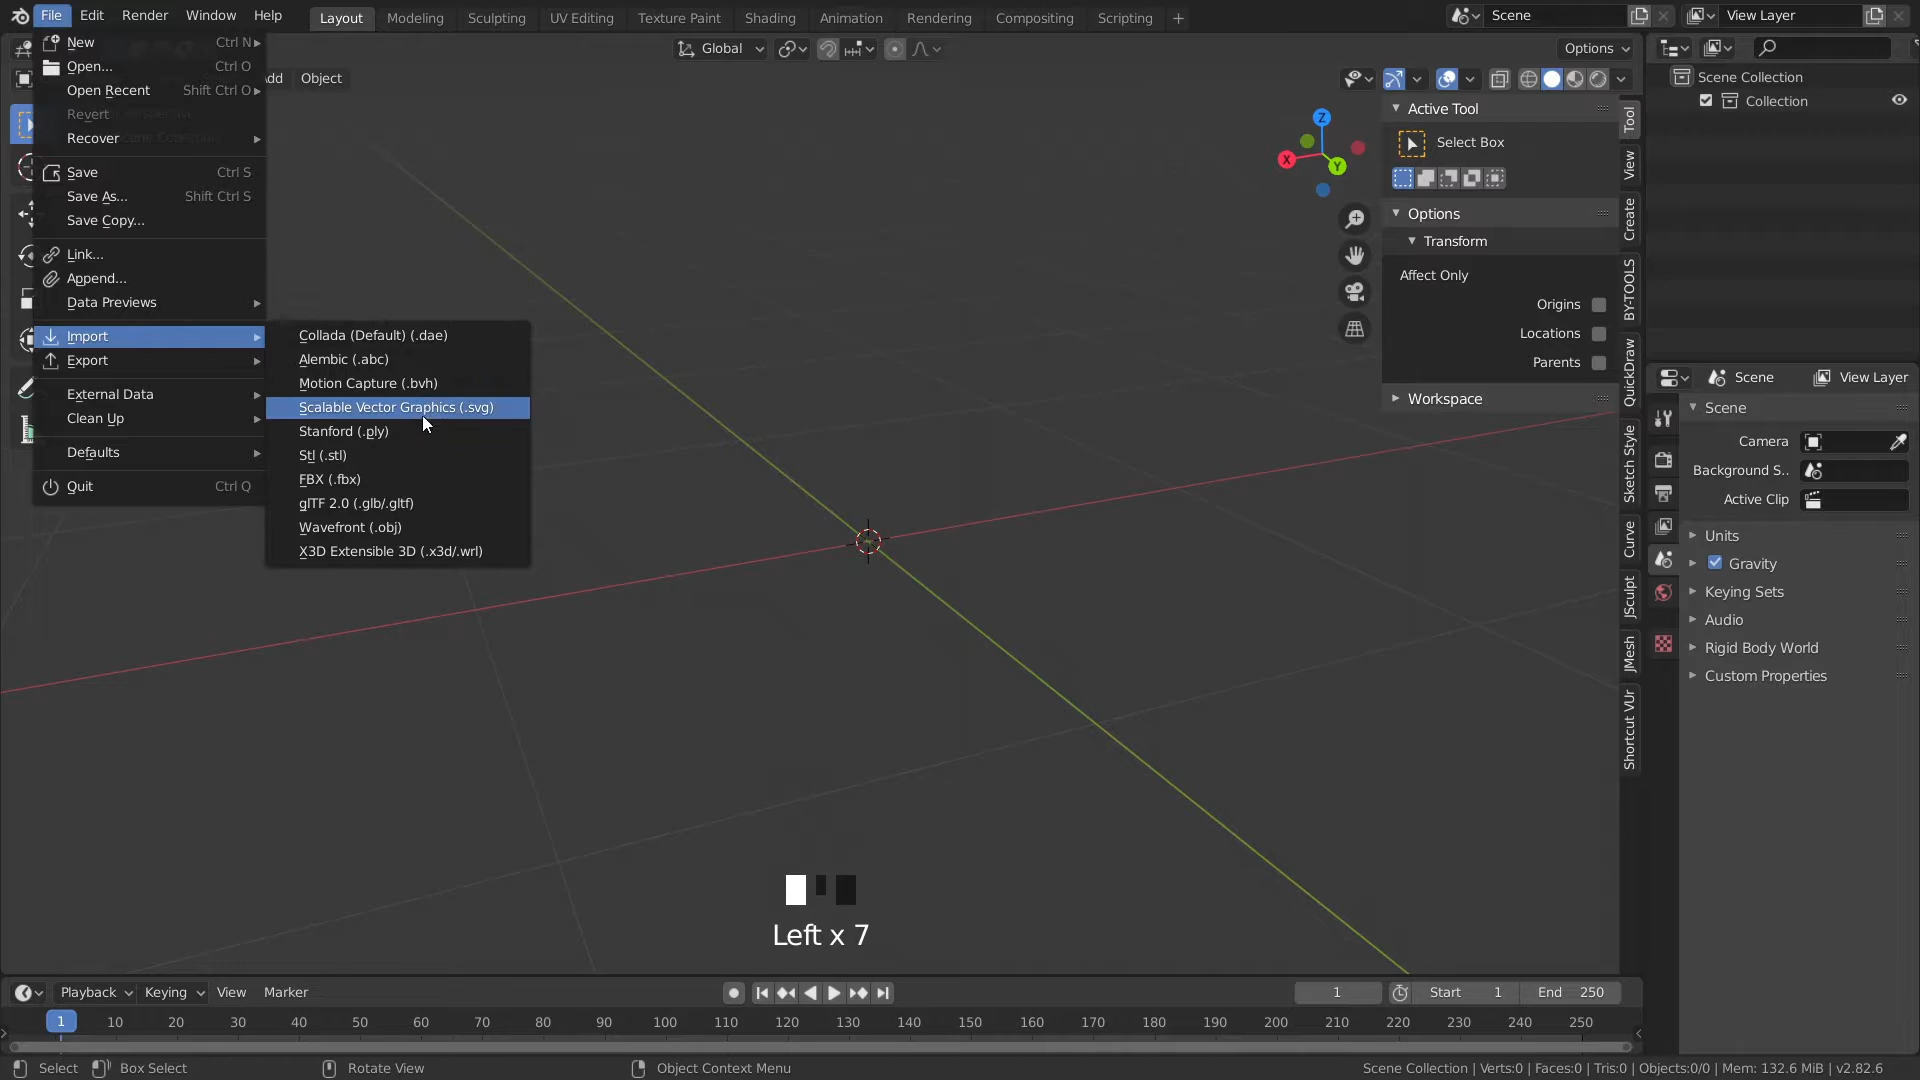 File Edit Render Window Help Layout Modeling Sculpting UV Editing Texture Paint Shading Animation Rendering Compositing Scripting + Scene View Layer
New Ctrl N
Open... Ctrl O
Open Recent Shift Ctrl O
Revert
Recover
Save Ctrl S
Save As... Shift Ctrl S
Save Copy...
Link...
Append...
Data Previews
Import
Export
External Data
Clean Up
Defaults
Quit Ctrl Q
Collada (Default) (.dae)
Alembic (.abc)
Motion Capture (.bvh)
Scalable Vector Graphics (.svg)
Stanford (.ply)
Stl (.stl)
FBX (.fbx)
glTF 2.0 (.glb/.gltf)
Wavefront (.obj)
X3D Extensible 3D (.x3d/.wrl)
Object
Global
Options
Z
X
Y
Active Tool
Select Box
Options
Transform
Affect Only
Origins
Locations
Parents
Workspace
Tool
View
Create
BY-TOOLS
QuickDraw
Sketch Style
Curve
JSculpt
JMesh
Shortcut VUr
Scene Collection
Collection
Scene View Layer
Scene
Camera
Background S..
Active Clip
Units
Gravity
Keying Sets
Audio
Rigid Body World
Custom Properties
Left x 7
Playback Keying View Marker 1 Start 1 End 250
1 10 20 30 40 50 60 70 80 90 100 110 120 130 140 150 160 170 180 190 200 210 220 230 240 250
Select Box Select Rotate View Object Context Menu Scene Collection | Verts:0 | Faces:0 | Tris:0 | Objects:0/0 | Mem: 132.6 MiB | v2.82.6